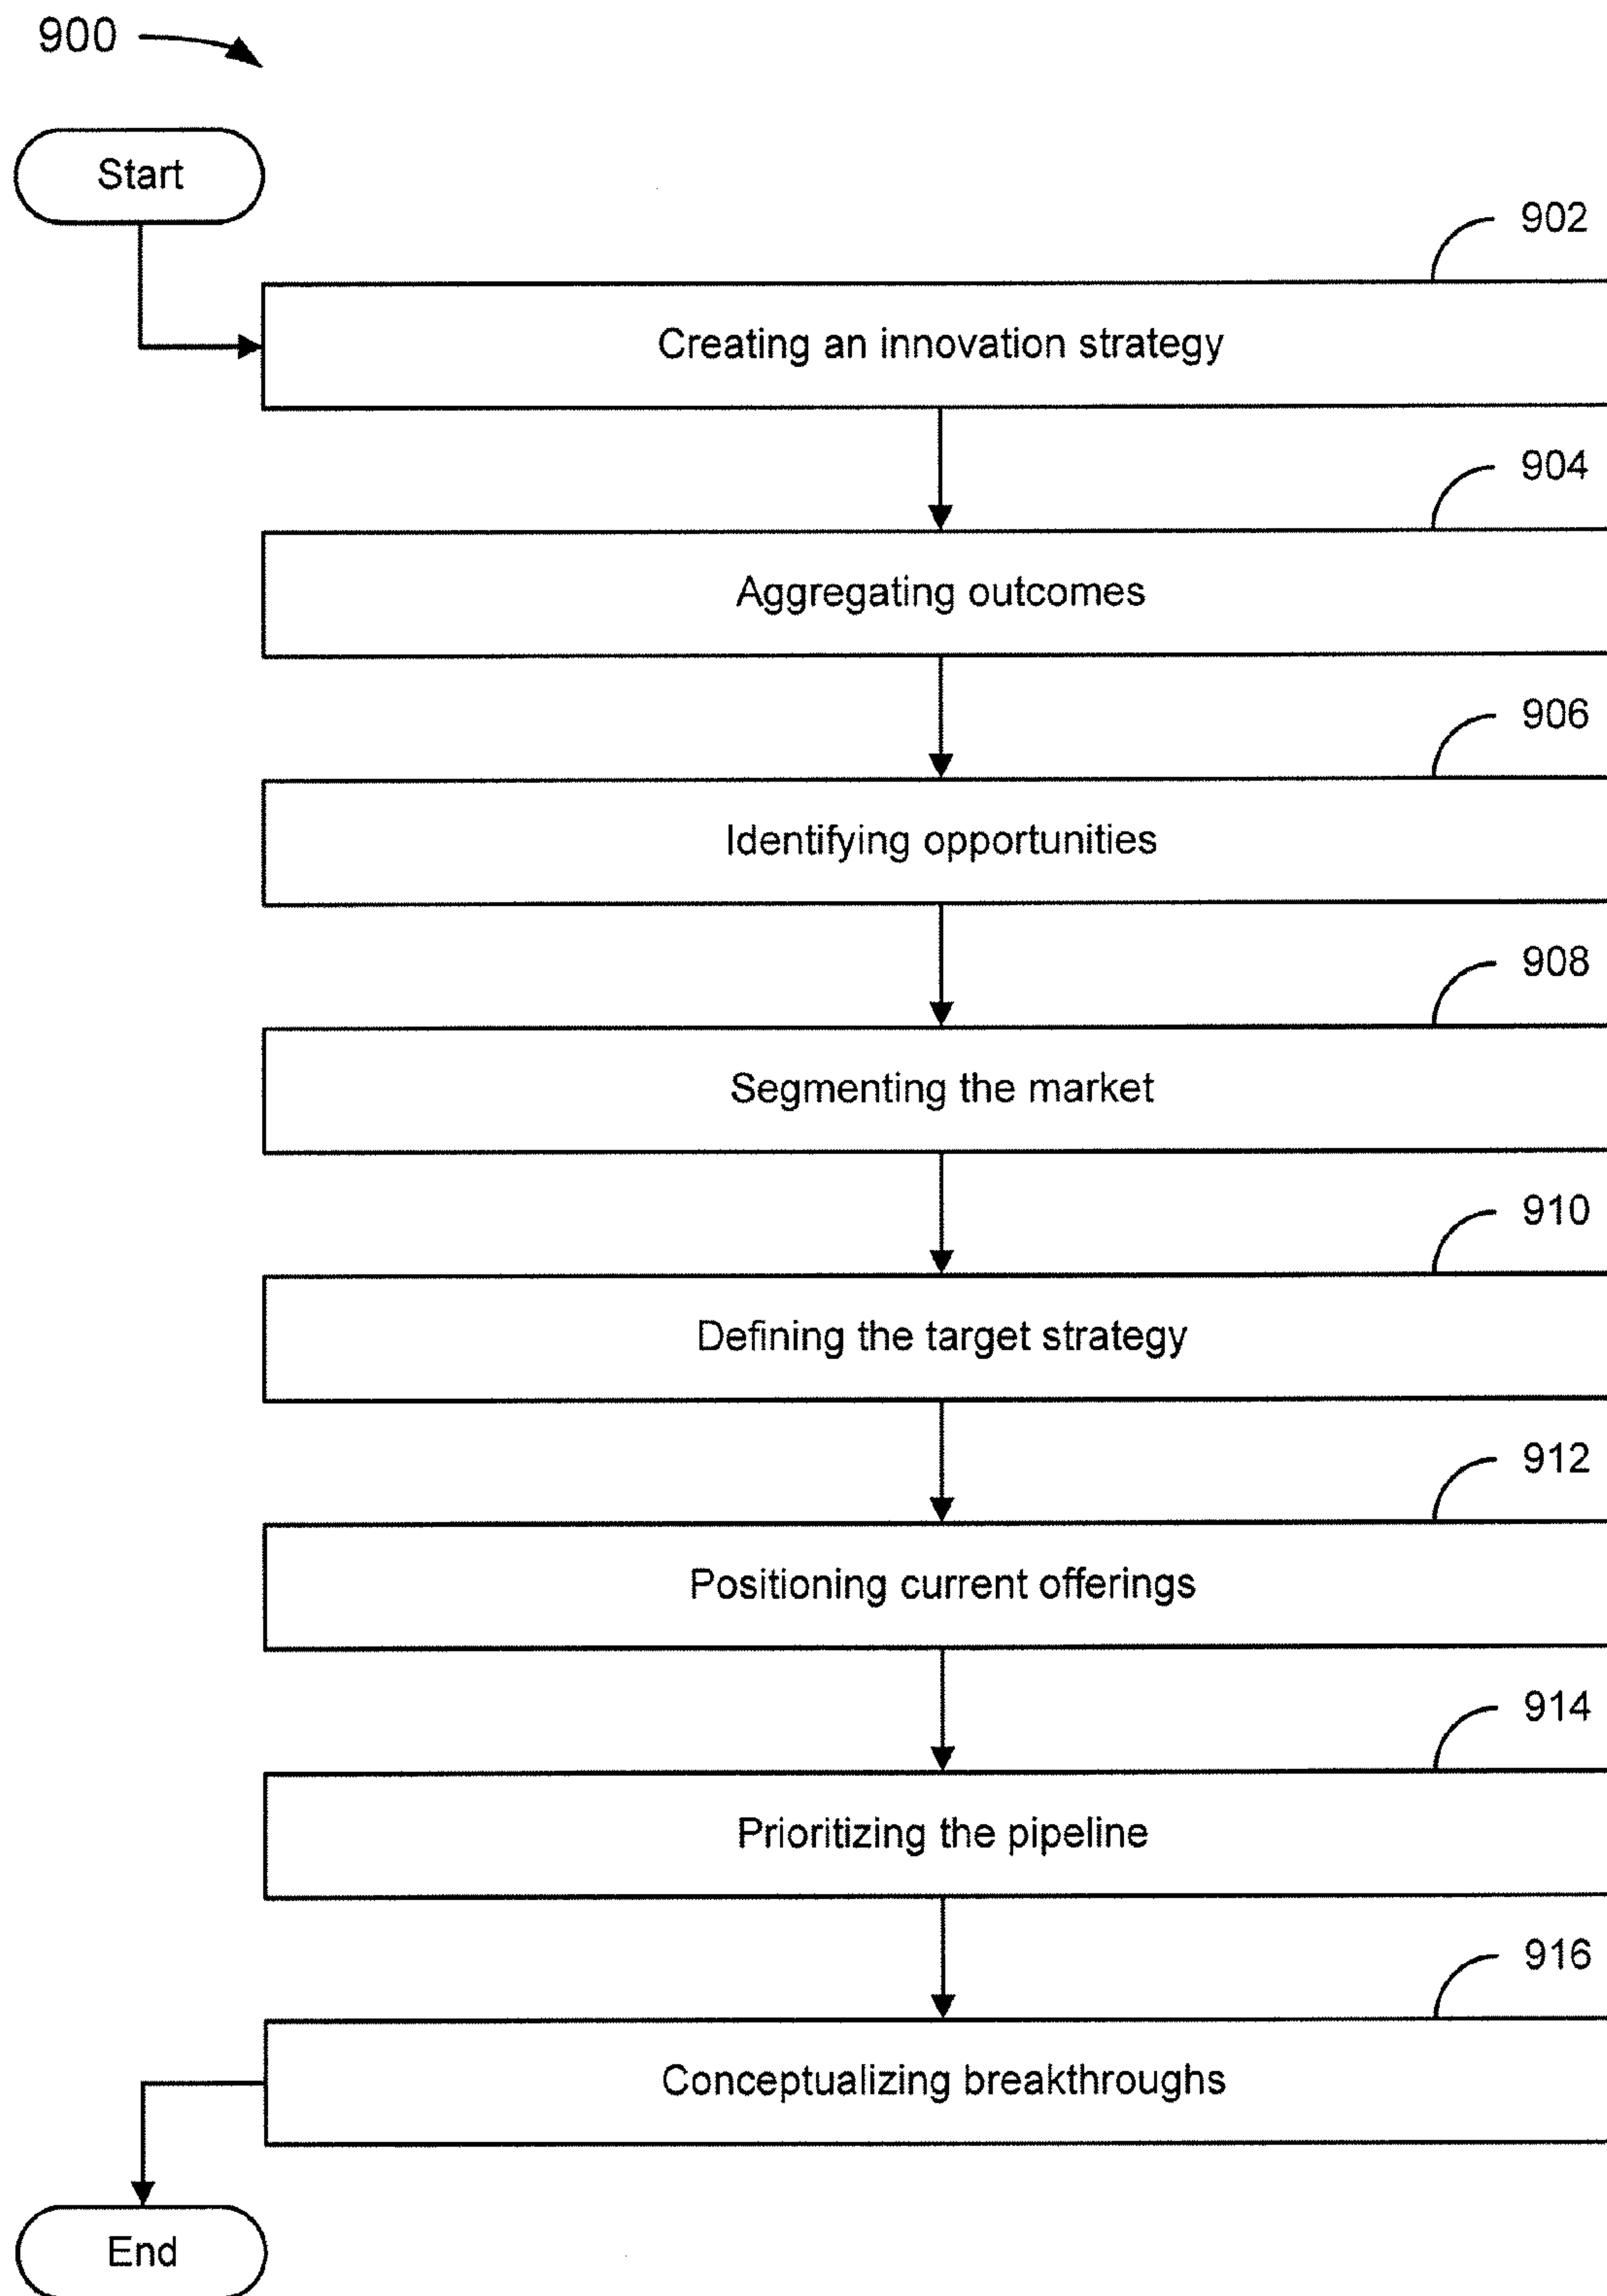 900
Start
902
Creating an innovation strategy
904
Aggregating outcomes
906
Identifying opportunities
908
Segmenting the market
910
Defining the target strategy
912
Positioning current offerings
914
Prioritizing the pipeline
916
Conceptualizing breakthroughs
End